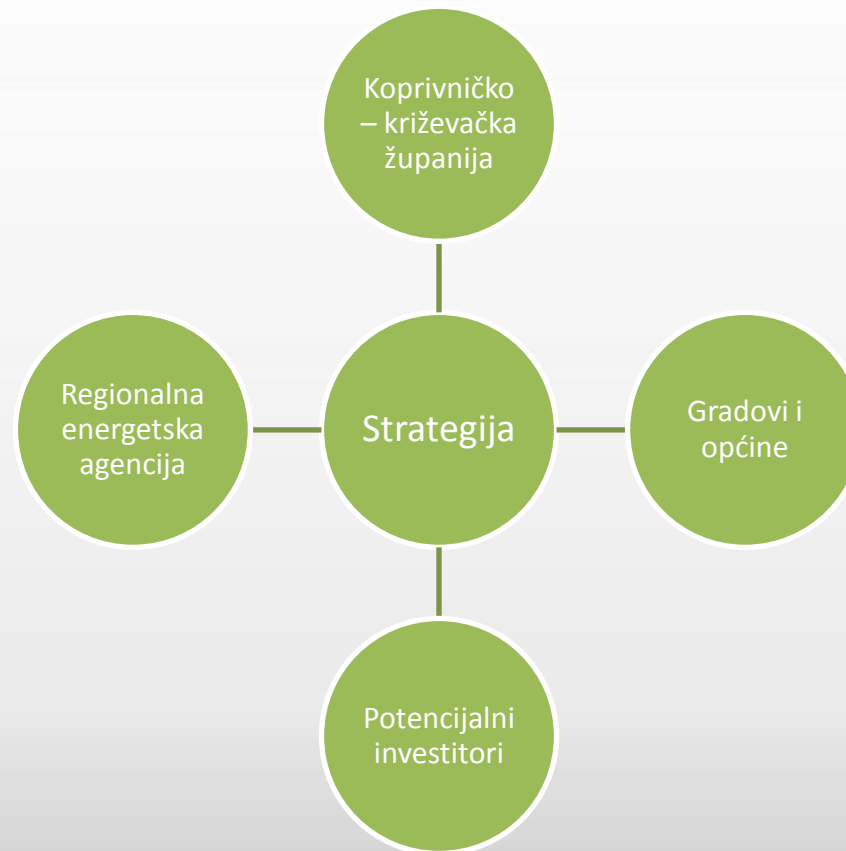 Koprivničko
– križevačka
županija
Regionalna
energetska
agencija
Strategija
Gradovi i
općine
Potencijalni
investitori